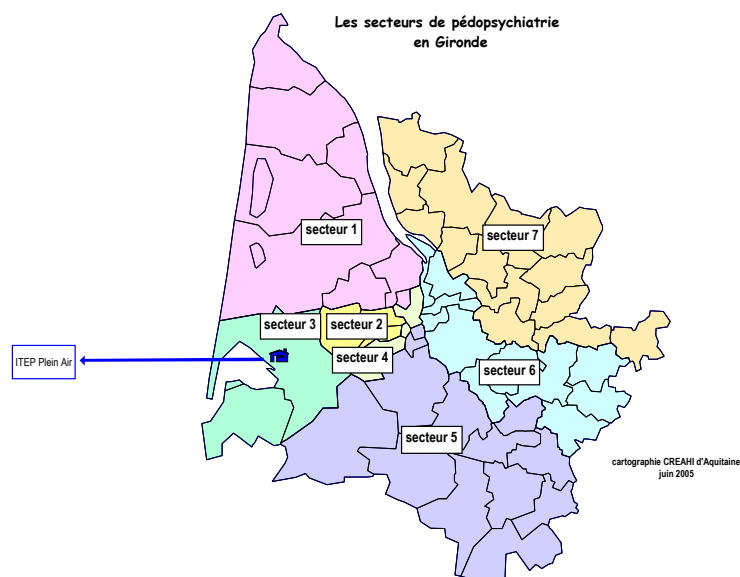 Les secteurs de pédopsychiatrie
en Gironde
secteur 1
secteur 7
secteur 3
secteur 2
secteur 4
ITEP Plein Air
secteur 6
secteur 5
cartographie CREAHI d'Aquitaine
juin 2005